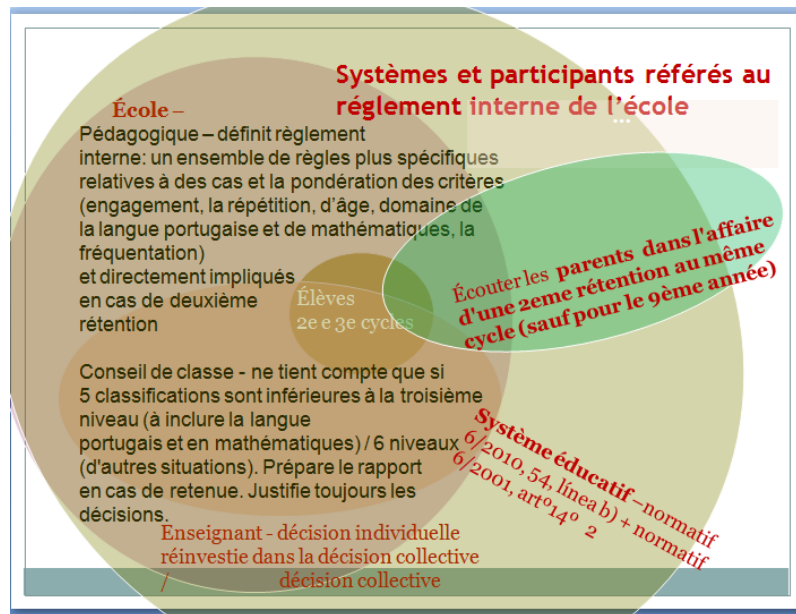 Systèmes et participants référés au
réglement interne de l'école
...
École –
Pédagogique – définit règlement
interne: un ensemble de règles plus spécifiques
relatives à des cas et la pondération des critères
(engagement, la répétition, d'âge, domaine de
la langue portugaise et de mathématiques, la
fréquentation)
et directement impliqués
en cas de deuxième
rétention
Élèves
2e e 3e cycles
Écouter les parents dans l'affaire
d'une 2eme rétention au même
cycle (sauf pour le 9ème année)
Conseil de classe - ne tient compte que si
5 classifications sont inférieures à la troisième
niveau (à inclure la langue
portugais et en mathématiques) / 6 niveaux
(d'autres situations). Prépare le rapport
en cas de retenue. Justifie toujours les
décisions.
Système éducatif –normatif
6/2010, 54, línea b) + normatif
6/2001, artº14º 2
Enseignant - décision individuelle
réinvestie dans la décision collective
/ décision collective